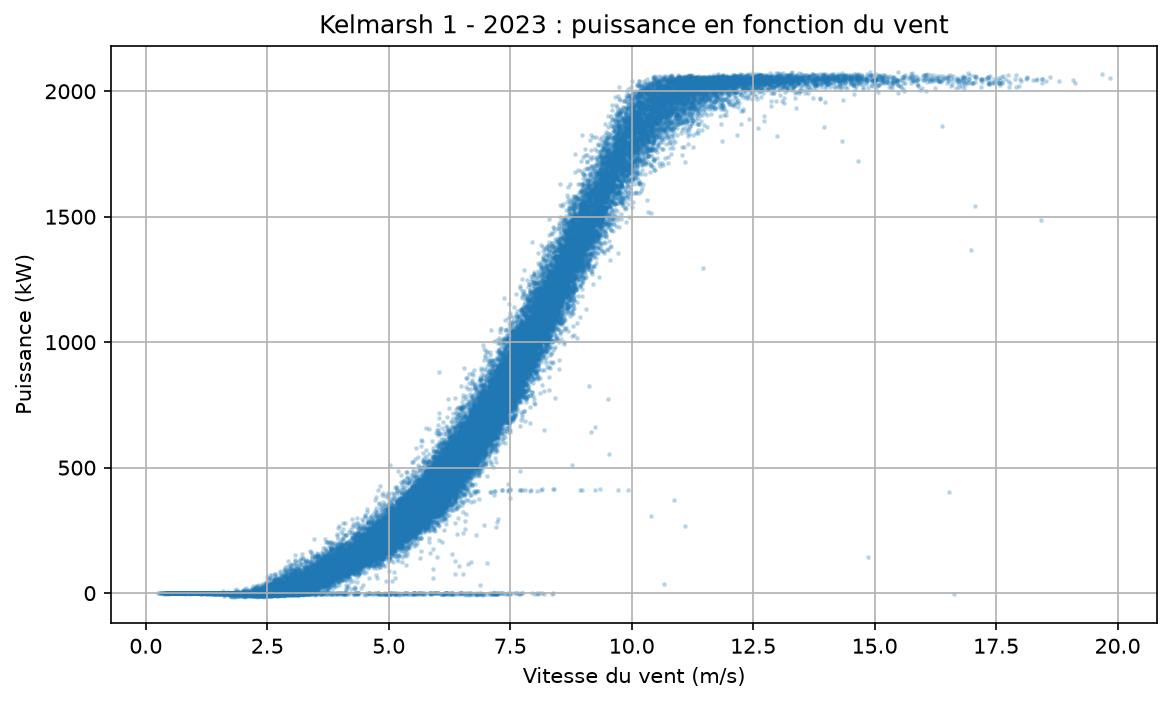 Kelmarsh 1 - 2023 : puissance en fonction du vent
2000
1500
1000
500
0
Puissance (kW)
0.0 2.5 5.0 7.5 10.0 12.5 15.0 17.5 20.0
Vitesse du vent (m/s)